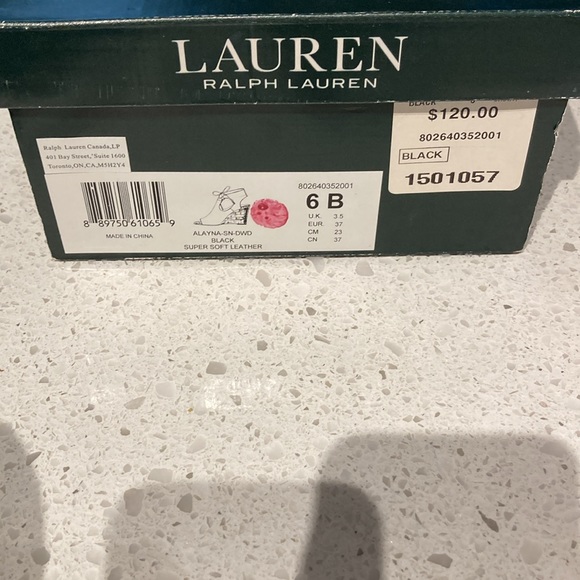 LAUREN
RALPH LAUREN
BLACK
$120.00
802640352001
BLACK
1501057
Ralph Lauren Canada,LP
401 Bay Street, Suite 1600
Toronto,ON,CA,M5H2Y4
8 89750 61065 9
MADE IN CHINA
ALAYNA-SN-DWD
BLACK
SUPER SOFT LEATHER
802640352001
6 B
U.K. 3.5
EUR. 37
CM 23
CN 37